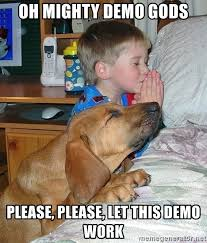 OH MIGHTY DEMO GODS
PLEASE, PLEASE, LET THIS DEMO
WORK
memegenerator.net